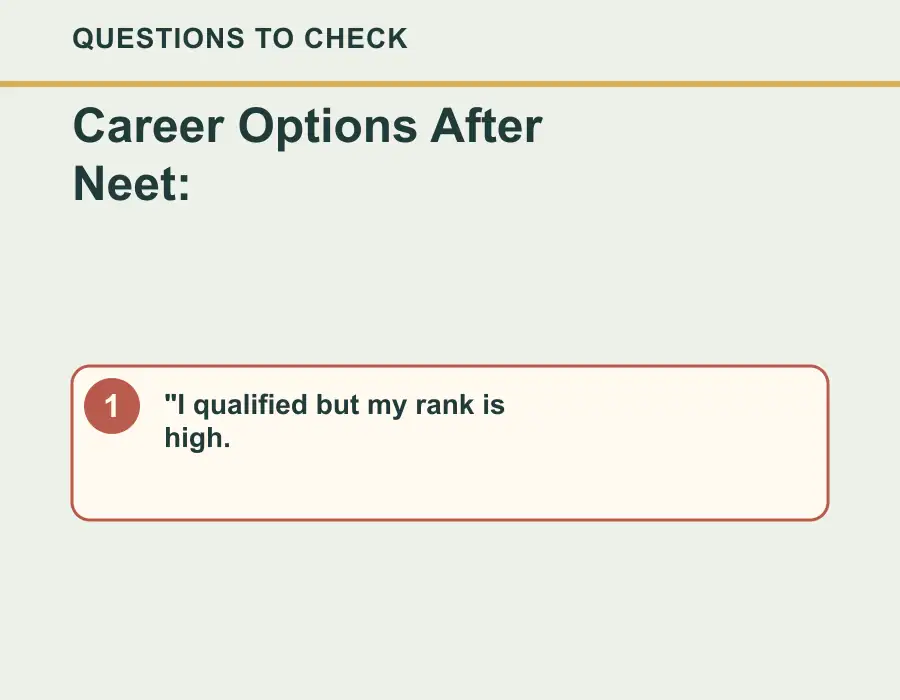 QUESTIONS TO CHECK
Career Options After
Neet:
1
"I qualified but my rank is
high.